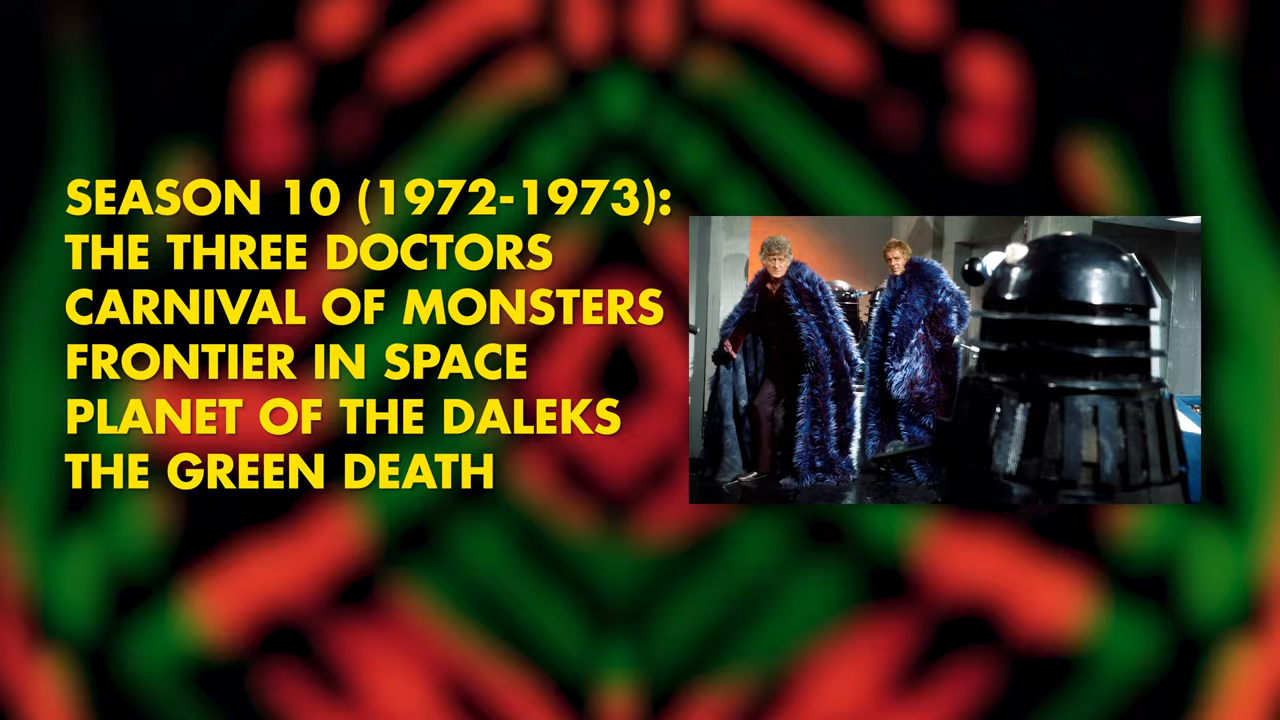 SEASON 10 (1972-1973):
THE THREE DOCTORS
CARNIVAL OF MONSTERS
FRONTIER IN SPACE
PLANET OF THE DALEKS
THE GREEN DEATH